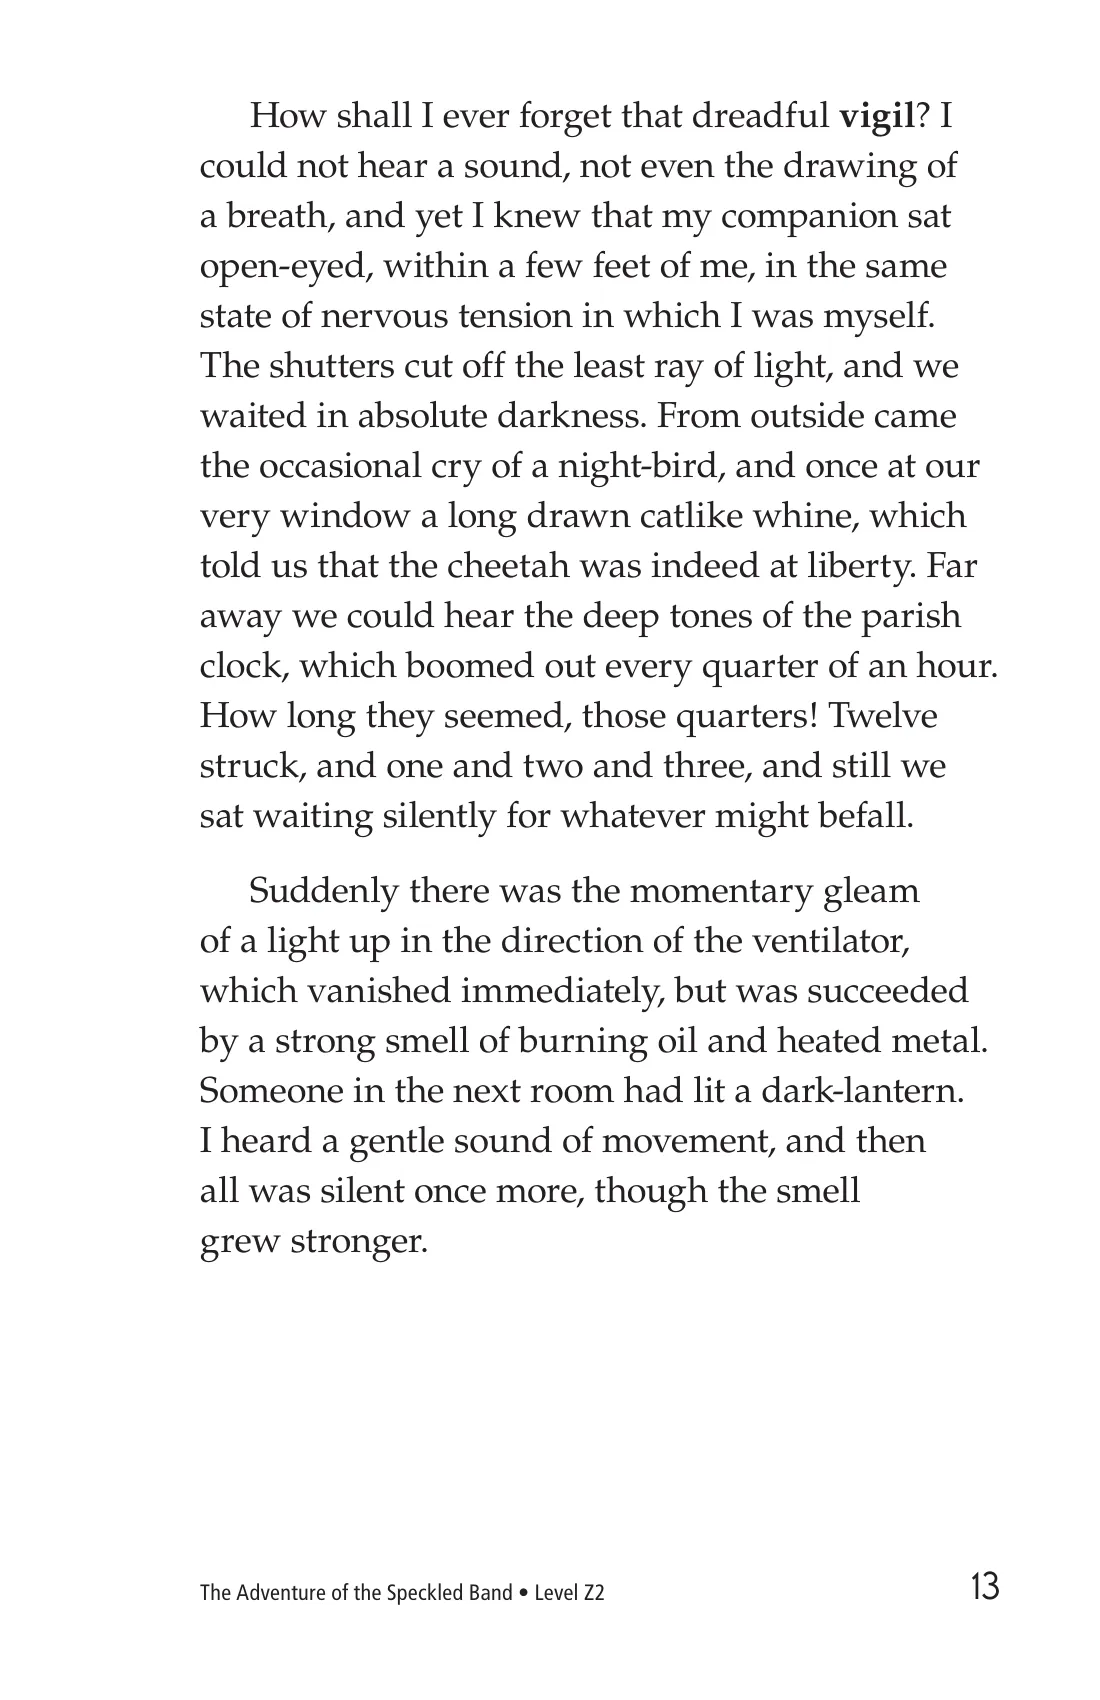 How shall I ever forget that dreadful vigil? I
could not hear a sound, not even the drawing of
a breath, and yet I knew that my companion sat
open-eyed, within a few feet of me, in the same
state of nervous tension in which I was myself.
The shutters cut off the least ray of light, and we
waited in absolute darkness. From outside came
the occasional cry of a night-bird, and once at our
very window a long drawn catlike whine, which
told us that the cheetah was indeed at liberty. Far
away we could hear the deep tones of the parish
clock, which boomed out every quarter of an hour.
How long they seemed, those quarters! Twelve
struck, and one and two and three, and still we
sat waiting silently for whatever might befall.
Suddenly there was the momentary gleam
of a light up in the direction of the ventilator,
which vanished immediately, but was succeeded
by a strong smell of burning oil and heated metal.
Someone in the next room had lit a dark-lantern.
I heard a gentle sound of movement, and then
all was silent once more, though the smell
grew stronger.
The Adventure of the Speckled Band • Level Z2 13